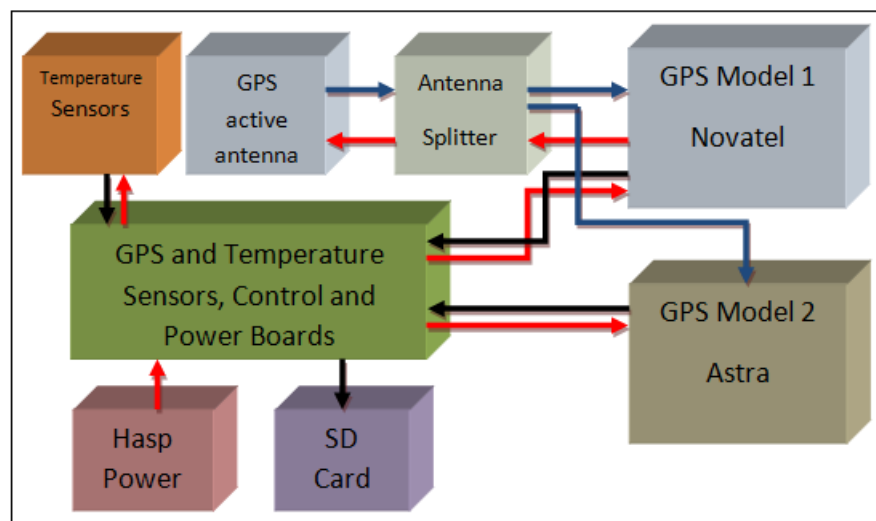 Temperature
Sensors
GPS
active
antenna
Antenna
Splitter
GPS Model 1
Novatel
GPS and Temperature
Sensors, Control and
Power Boards
GPS Model 2
Astra
Hasp
Power
SD
Card